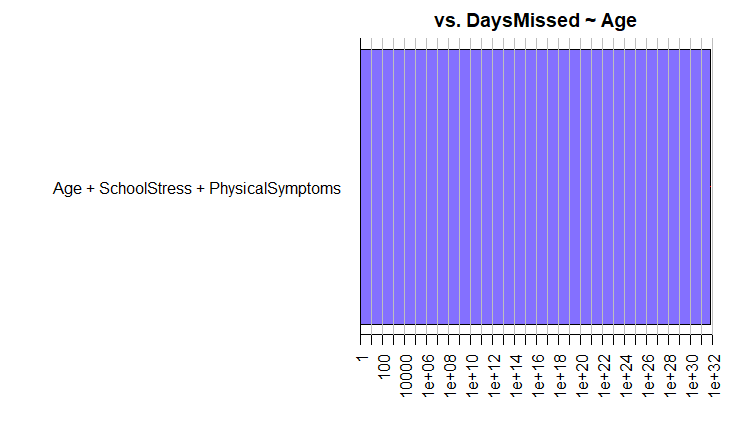 vs. DaysMissed ~ Age
Age + SchoolStress + PhysicalSymptoms
1
100
10000
1e+06
1e+08
1e+10
1e+12
1e+14
1e+16
1e+18
1e+20
1e+22
1e+24
1e+26
1e+28
1e+30
1e+32